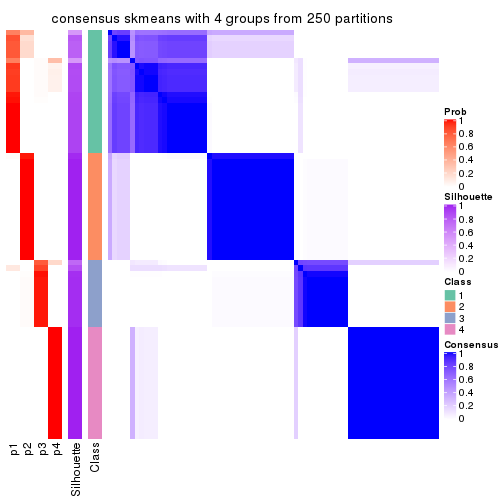 consensus skmeans with 4 groups from 250 partitions
Prob
1
0.8
0.6
0.4
0.2
0
Silhouette
1
0.8
0.6
0.4
0.2
0
Class
1
2
3
4
Consensus
1
0.8
0.6
0.4
0.2
0
p1
p2
p3
p4
Silhouette
Class